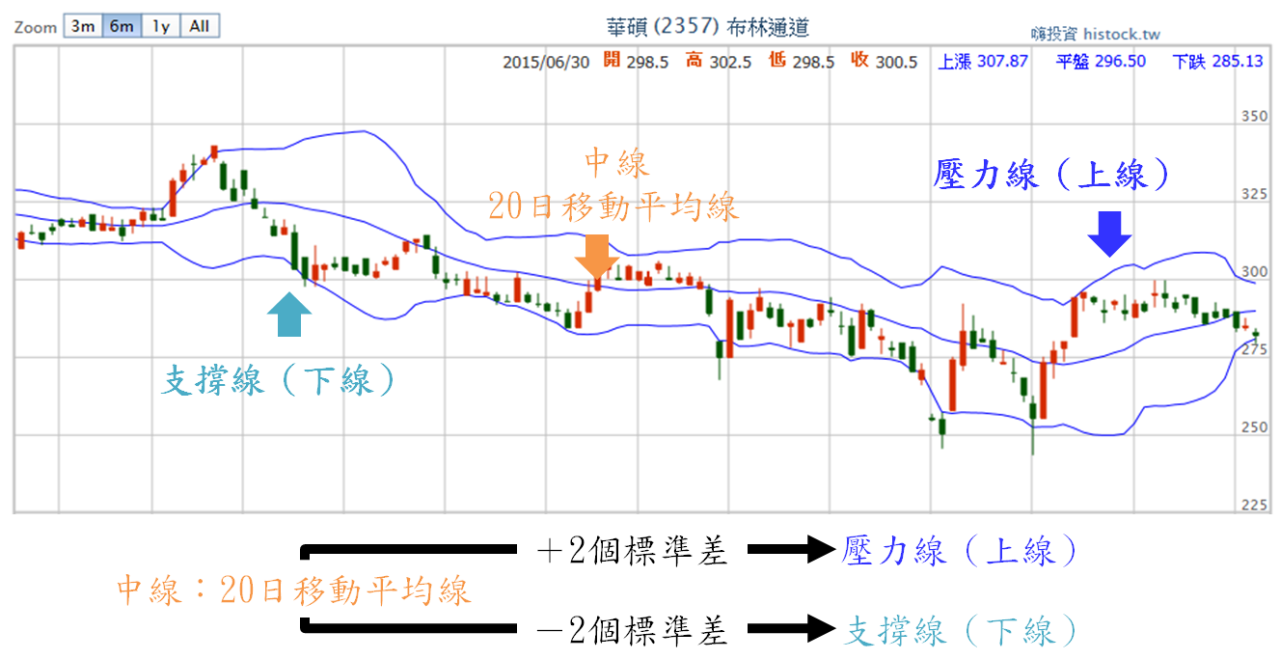 Zoom 3m 6m 1y All
華碩 (2357) 布林通道
嗨投資 histock.tw
2015/06/30 開 298.5 高 302.5 低 298.5 收 300.5 上漲 307.87 平盤 296.50 下跌 285.13
350
中線
20日移動平均線
壓力線（上線）
325
300
支撐線（下線）
275
250
225
＋2個標準差
壓力線（上線）
中線：20日移動平均線
－2個標準差
支撐線（下線）